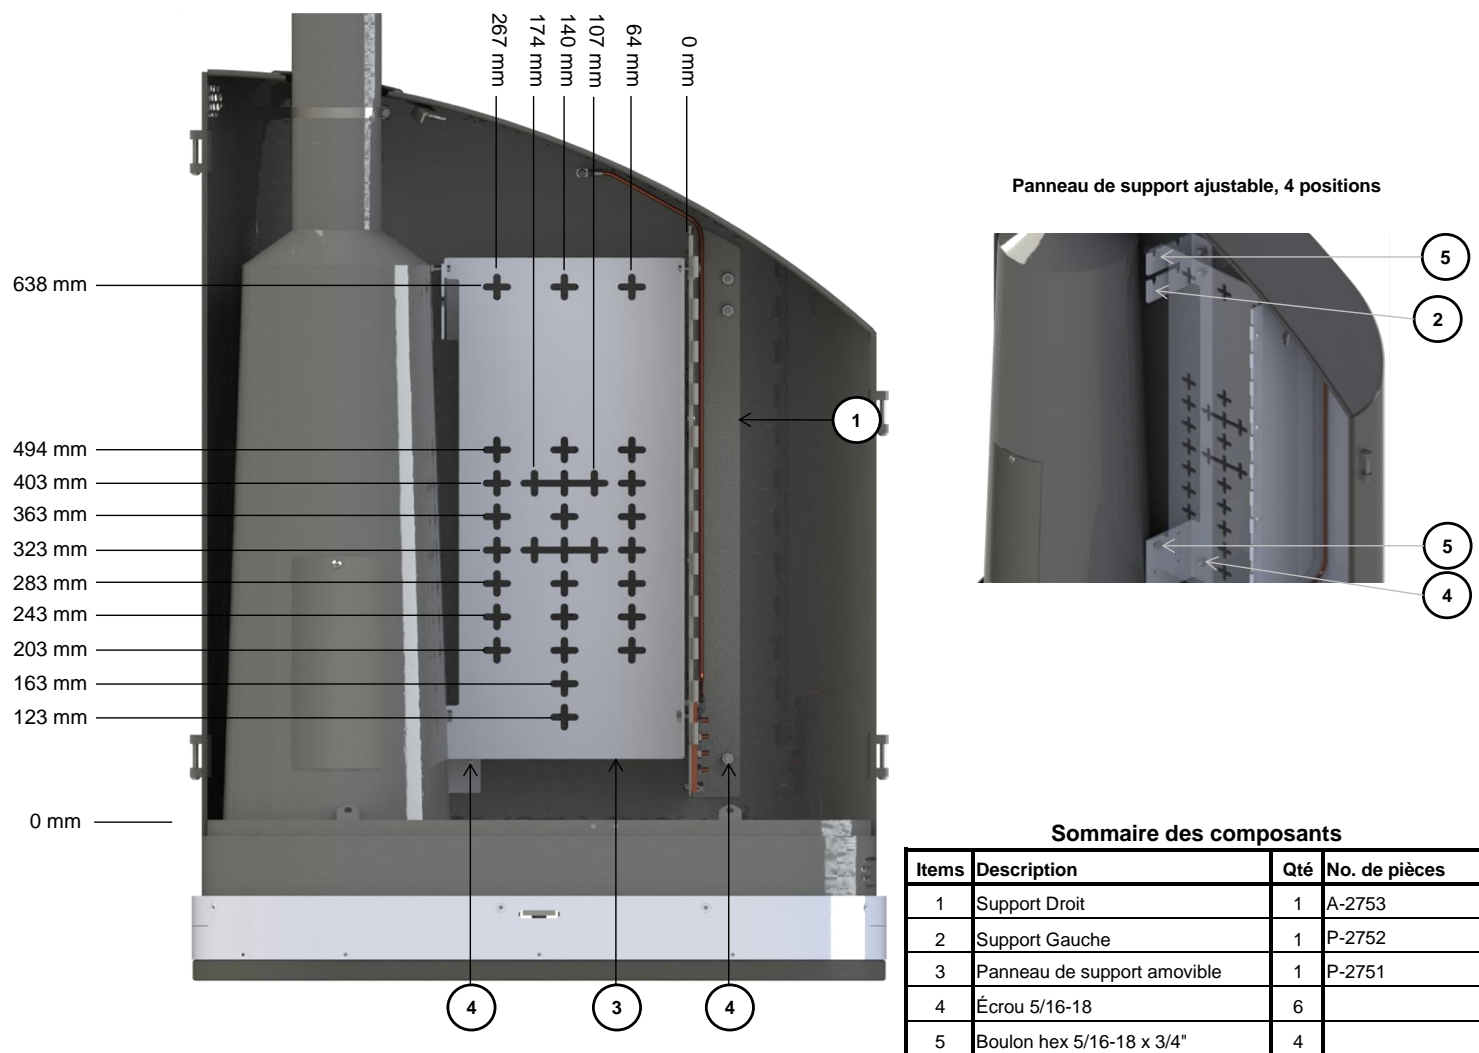 267 mm
174 mm
140 mm
107 mm
64 mm
0 mm
638 mm
494 mm
403 mm
363 mm
323 mm
283 mm
243 mm
203 mm
163 mm
123 mm
0 mm
1
4
3
4
Panneau de support ajustable, 4 positions
5
2
5
4
Sommaire des composants
Items Description Qté No. de pièces
1 Support Droit 1 A-2753
2 Support Gauche 1 P-2752
3 Panneau de support amovible 1 P-2751
4 Écrou 5/16-18 6
5 Boulon hex 5/16-18 x 3/4" 4